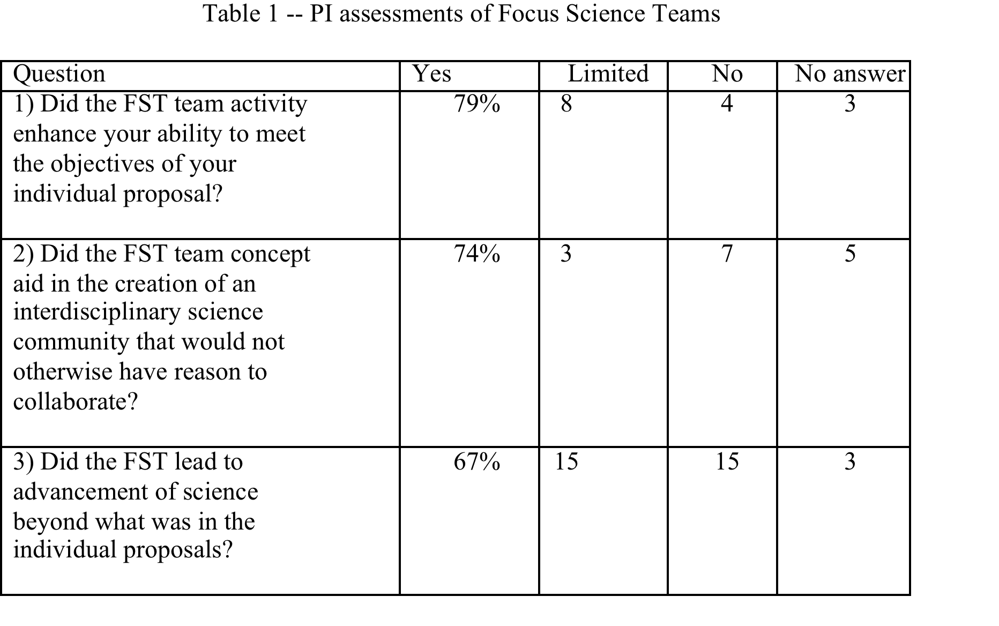 Table 1 -- PI assessments of Focus Science Teams
Question Yes Limited No No answer
1) Did the FST team activity 79% 8 4 3
enhance your ability to meet
the objectives of your
individual proposal?
2) Did the FST team concept 74% 3 7 5
aid in the creation of an
interdisciplinary science
community that would not
otherwise have reason to
collaborate?
3) Did the FST lead to 67% 15 15 3
advancement of science
beyond what was in the
individual proposals?